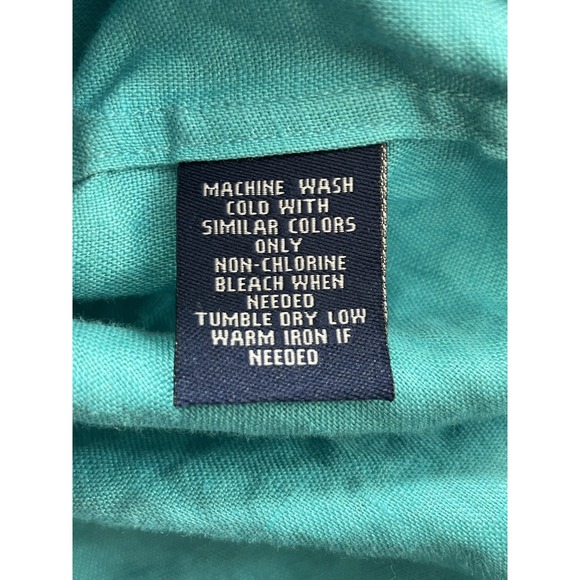 MACHINE WASH
COLD WITH
SIMILAR COLORS
ONLY
NON-CHLORINE
BLEACH WHEN
NEEDED
TUMBLE DRY LOW
WARM IRON IF
NEEDED